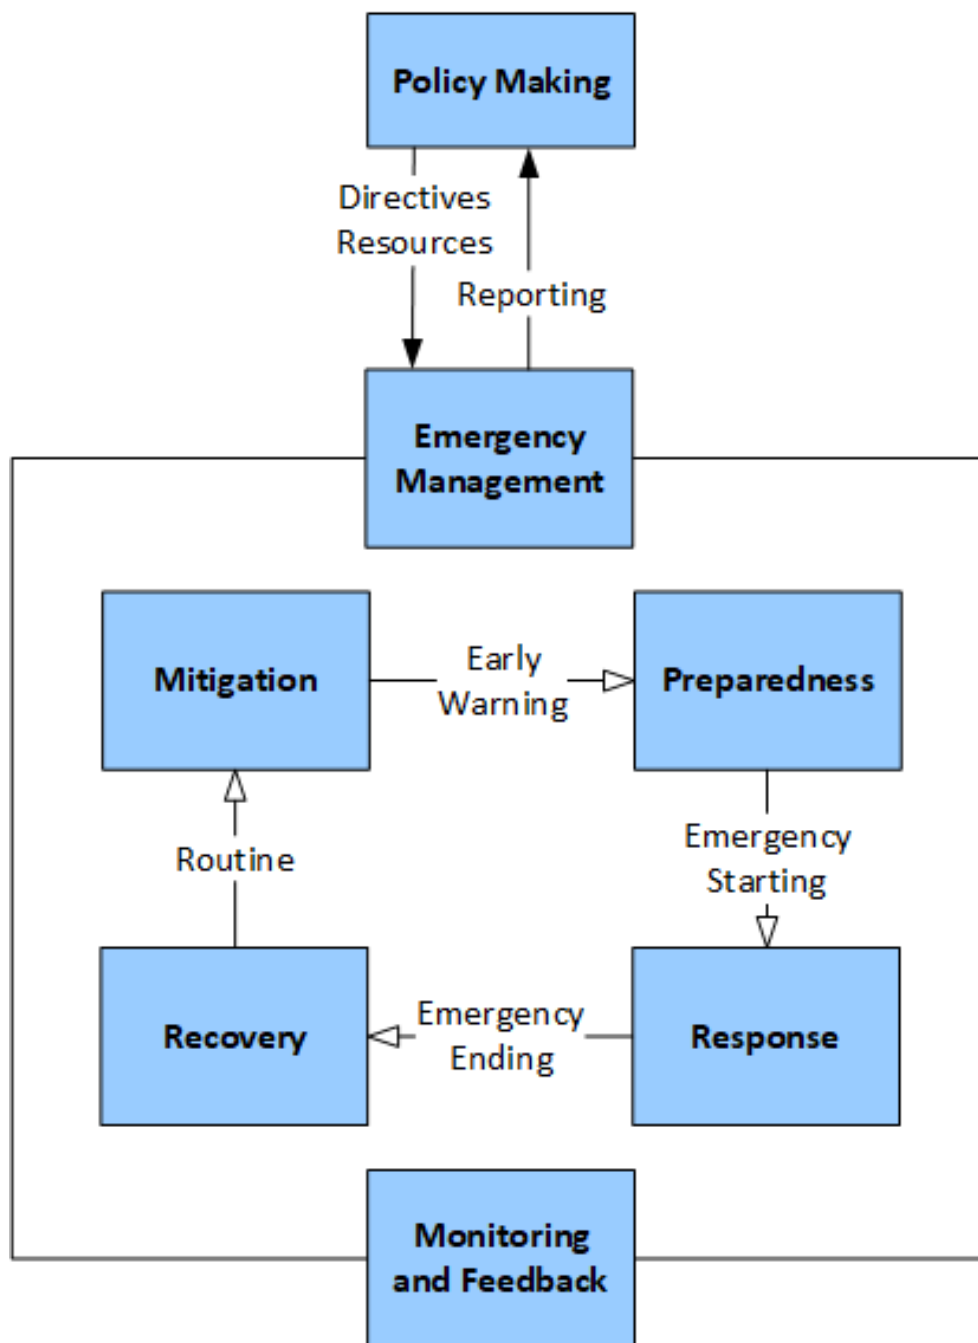 Policy Making
Directives
Resources
Reporting
Emergency
Management
Mitigation
Early
Warning
Preparedness
Routine
Emergency
Starting
Recovery
Emergency
Ending
Response
Monitoring
and Feedback